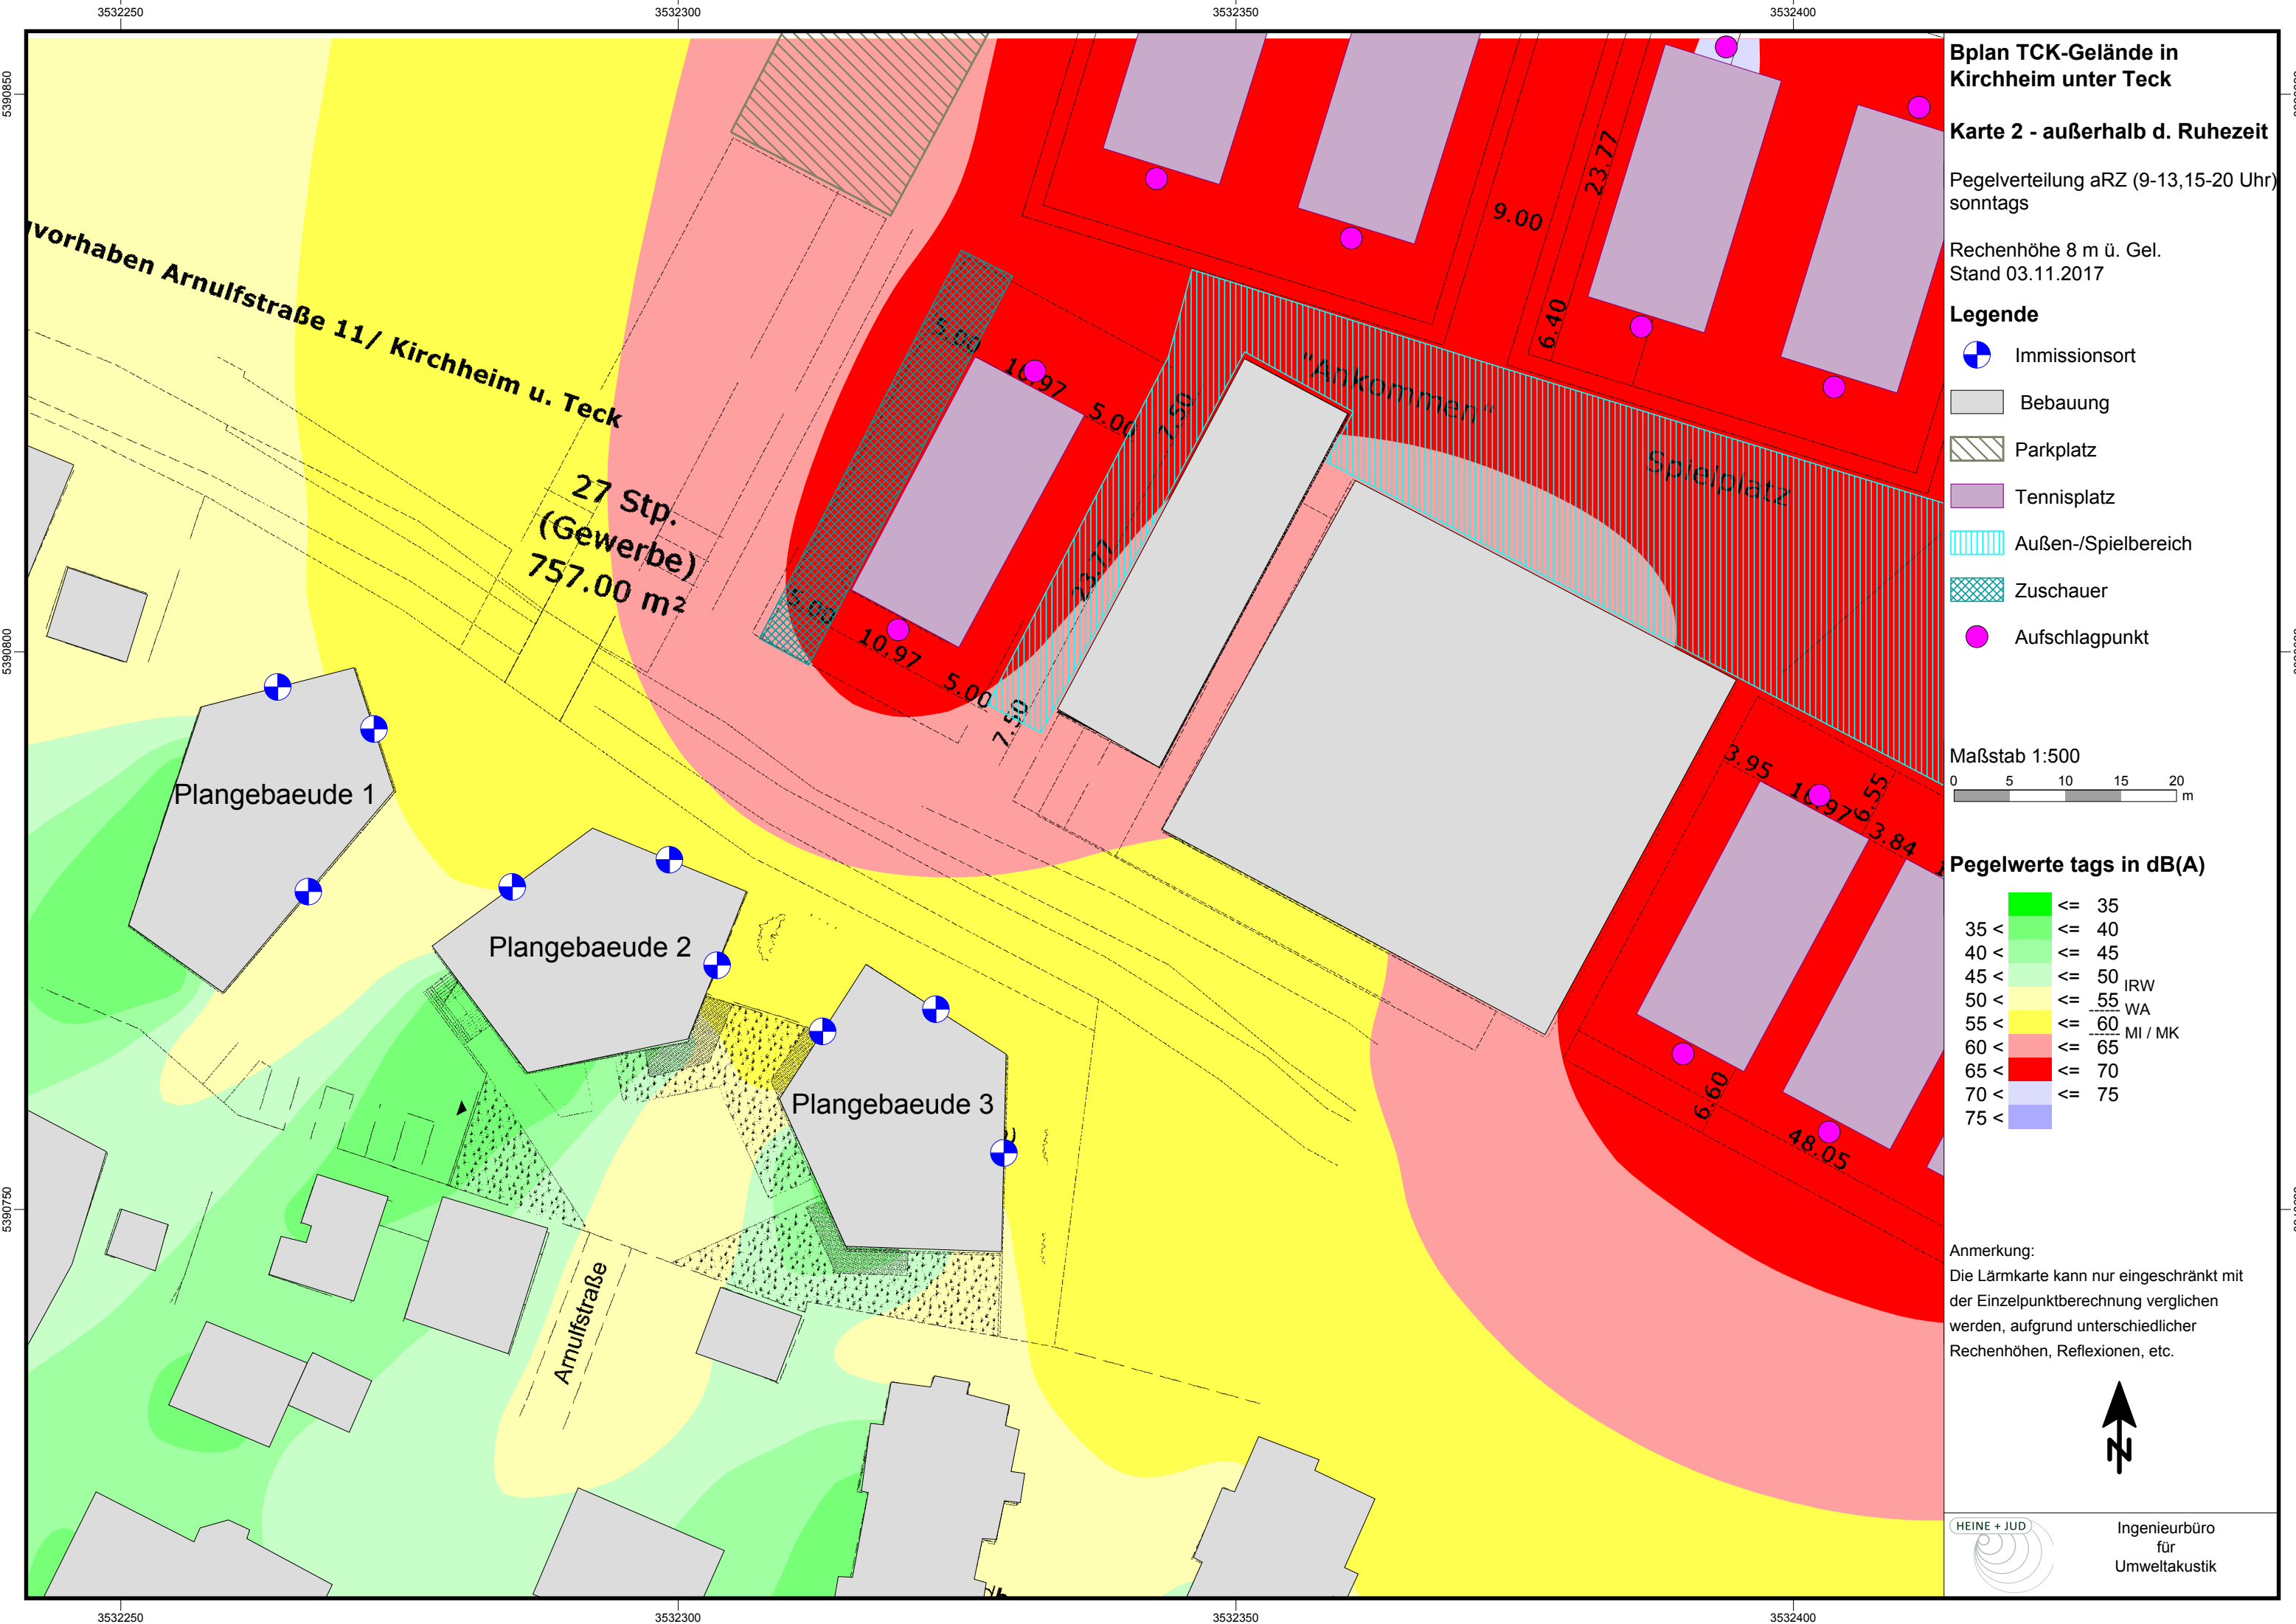 3532250
3532300
3532350
3532400
5390850
5390800
5390750
vorhaben Arnulfstraße 11/ Kirchheim u. Teck
27 Stp.
(Gewerbe)
757.00 m²
5.00
10.97
5.00
7.50
23.77
5.00
10.97
5.00
7.50
"Ankommen"
Spielplatz
9.00
23.77
6.40
3.95
10.97
6.55
3.84
6.60
48.05
Plangebaeude 1
Plangebaeude 2
Plangebaeude 3
Arnulfstraße
Bplan TCK-Gelände in
Kirchheim unter Teck
Karte 2 - außerhalb d. Ruhezeit
Pegelverteilung aRZ (9-13,15-20 Uhr)
sonntags
Rechenhöhe 8 m ü. Gel.
Stand 03.11.2017
Legende
Immissionsort
Bebauung
Parkplatz
Tennisplatz
Außen-/Spielbereich
Zuschauer
Aufschlagpunkt
Maßstab 1:500
0 5 10 15 20
m
Pegelwerte tags in dB(A)
<= 35
35 < <= 40
40 < <= 45
45 < <= 50
IRW
50 < <= 55
WA
55 < <= 60
MI / MK
60 < <= 65
65 < <= 70
70 < <= 75
75 <
Anmerkung:
Die Lärmkarte kann nur eingeschränkt mit
der Einzelpunktberechnung verglichen
werden, aufgrund unterschiedlicher
Rechenhöhen, Reflexionen, etc.
N
HEINE + JUD
Ingenieurbüro
für
Umweltakustik
3532250
3532300
3532350
3532400